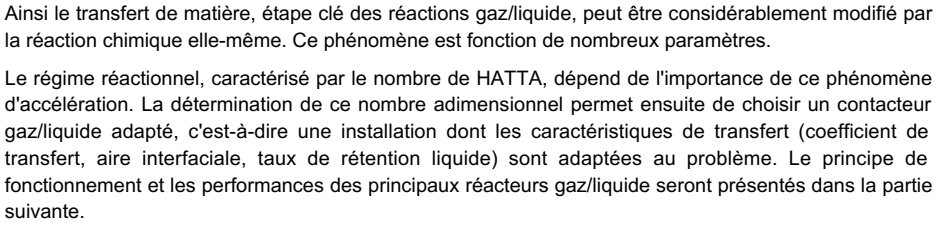 Ainsi le transfert de matière, étape clé des réactions gaz/liquide, peut être considérablement modifié par
la réaction chimique elle-même. Ce phénomène est fonction de nombreux paramètres.
Le régime réactionnel, caractérisé par le nombre de HATTA, dépend de l'importance de ce phénomène
d'accélération. La détermination de ce nombre adimensionnel permet ensuite de choisir un contacteur
gaz/liquide adapté, c'est-à-dire une installation dont les caractéristiques de transfert (coefficient de
transfert, aire interfaciale, taux de rétention liquide) sont adaptées au problème. Le principe de
fonctionnement et les performances des principaux réacteurs gaz/liquide seront présentés dans la partie
suivante.